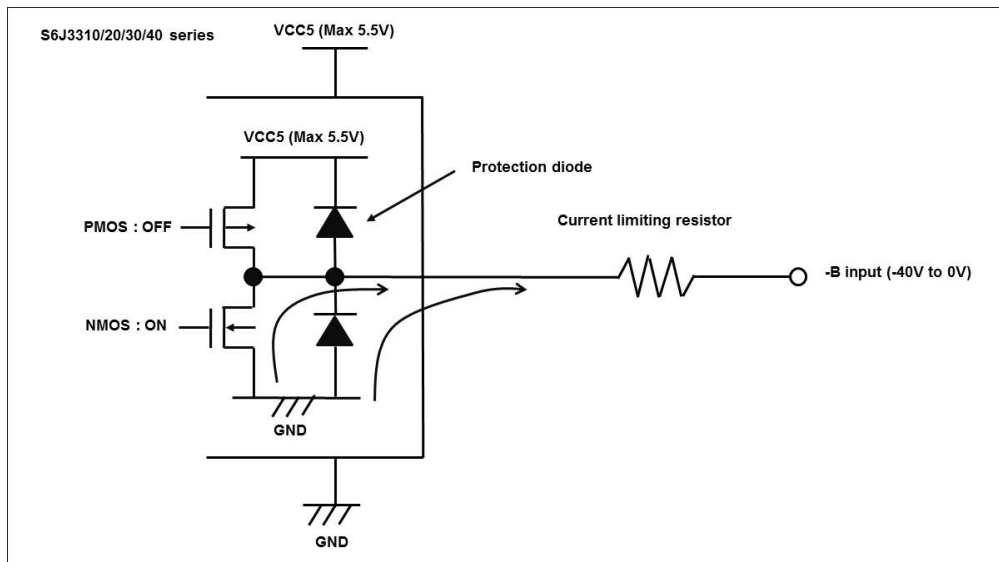 S6J3310/20/30/40 series
VCC5 (Max 5.5V)
VCC5 (Max 5.5V)
Protection diode
Current limiting resistor
PMOS : OFF
-B input (-40V to 0V)
NMOS : ON
GND
GND